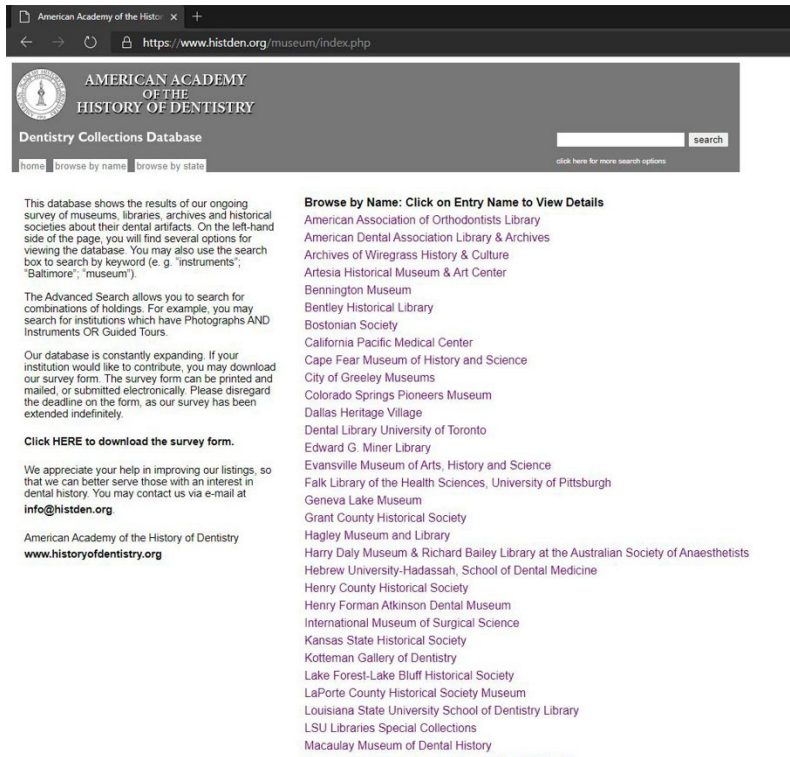 American Academy of the Histor
https://www.histden.org/museum/index.php
AMERICAN ACADEMY
OF THE
HISTORY OF DENTISTRY
Dentistry Collections Database
search
home browse by name browse by state
click here for more search options
This database shows the results of our ongoing
survey of museums, libraries, archives and historical
societies about their dental artifacts. On the left-hand
side of the page, you will find several options for
viewing the database. You may also use the search
box to search by keyword (e. g. "instruments";
"Baltimore"; "museum").
The Advanced Search allows you to search for
combinations of holdings. For example, you may
search for institutions which have Photographs AND
Instruments OR Guided Tours.
Our database is constantly expanding. If your
institution would like to contribute, you may download
our survey form. The survey form can be printed and
mailed, or submitted electronically. Please disregard
the deadline on the form, as our survey has been
extended indefinitely.
Click HERE to download the survey form.
We appreciate your help in improving our listings, so
that we can better serve those with an interest in
dental history. You may contact us via e-mail at
info@histden.org.
American Academy of the History of Dentistry
www.historyofdentistry.org
Browse by Name: Click on Entry Name to View Details
American Association of Orthodontists Library
American Dental Association Library & Archives
Archives of Wiregrass History & Culture
Artesia Historical Museum & Art Center
Bennington Museum
Bentley Historical Library
Bostonian Society
California Pacific Medical Center
Cape Fear Museum of History and Science
City of Greeley Museums
Colorado Springs Pioneers Museum
Dallas Heritage Village
Dental Library University of Toronto
Edward G. Miner Library
Evansville Museum of Arts, History and Science
Falk Library of the Health Sciences, University of Pittsburgh
Geneva Lake Museum
Grant County Historical Society
Hagley Museum and Library
Harry Daly Museum & Richard Bailey Library at the Australian Society of Anaesthetists
Hebrew University-Hadassah, School of Dental Medicine
Henry County Historical Society
Henry Forman Atkinson Dental Museum
International Museum of Surgical Science
Kansas State Historical Society
Kotteman Gallery of Dentistry
Lake Forest-Lake Bluff Historical Society
LaPorte County Historical Society Museum
Louisiana State University School of Dentistry Library
LSU Libraries Special Collections
Macaulay Museum of Dental History